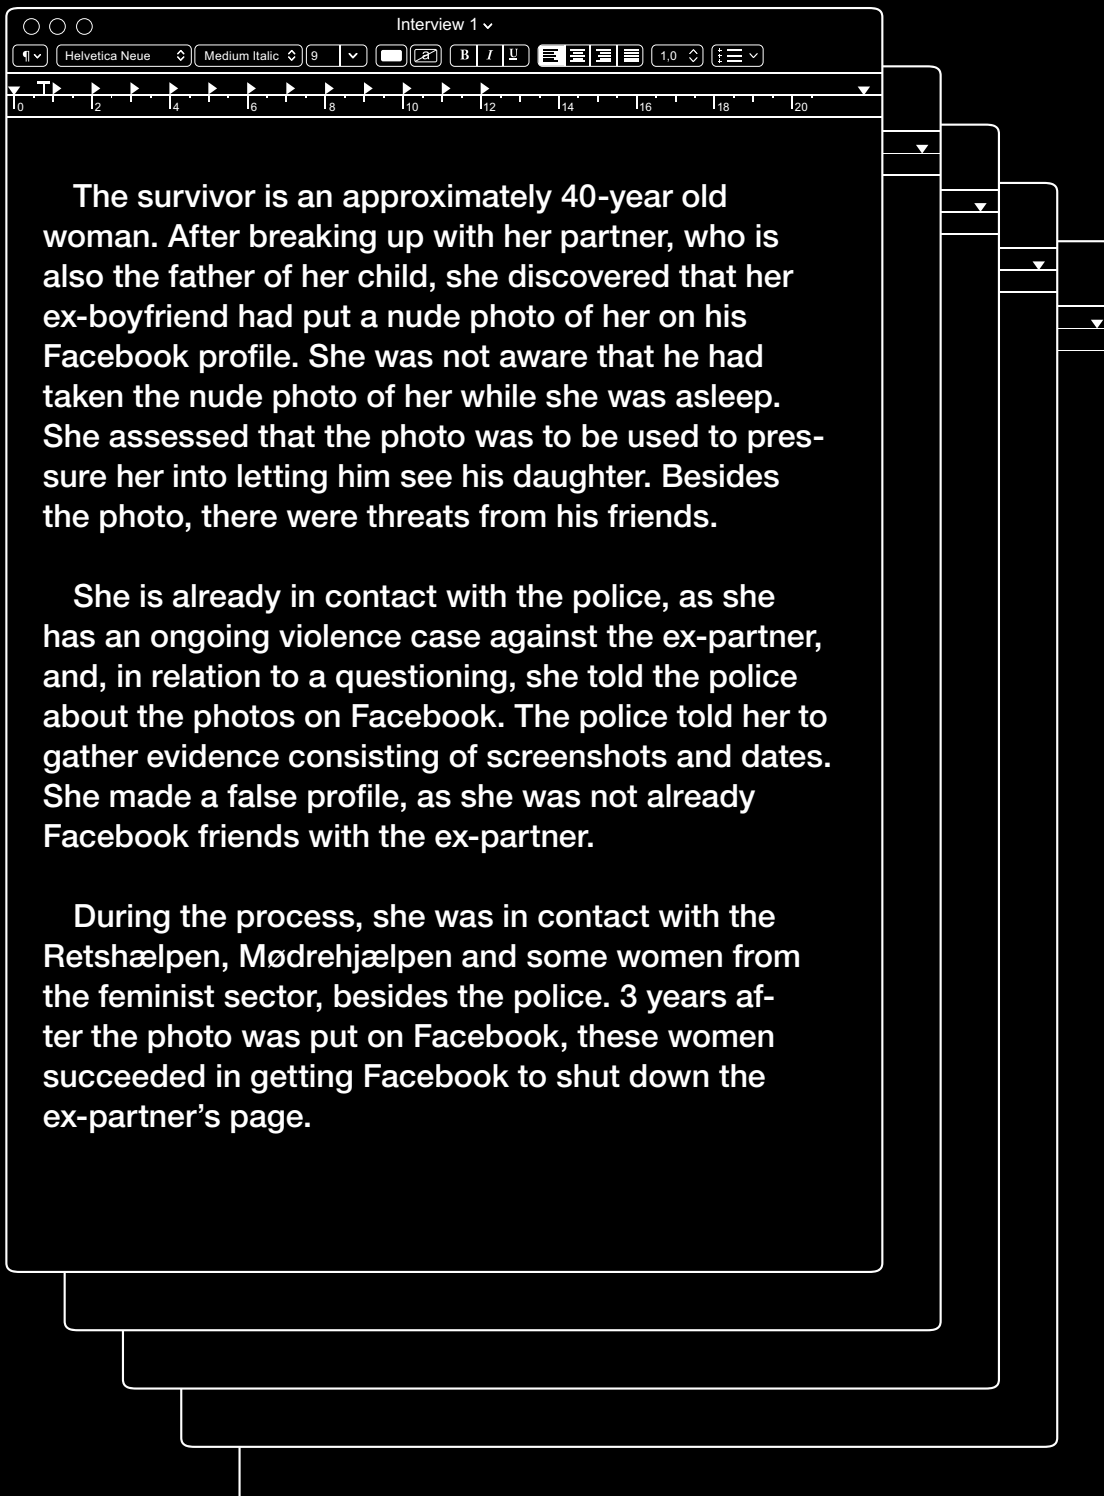 Interview 1
¶ Helvetica Neue Medium Italic 9 a B I U 1,0
0 2 4 6 8 10 12 14 16 18 20
The survivor is an approximately 40-year old
woman. After breaking up with her partner, who is
also the father of her child, she discovered that her
ex-boyfriend had put a nude photo of her on his
Facebook profile. She was not aware that he had
taken the nude photo of her while she was asleep.
She assessed that the photo was to be used to pres-
sure her into letting him see his daughter. Besides
the photo, there were threats from his friends.
She is already in contact with the police, as she
has an ongoing violence case against the ex-partner,
and, in relation to a questioning, she told the police
about the photos on Facebook. The police told her to
gather evidence consisting of screenshots and dates.
She made a false profile, as she was not already
Facebook friends with the ex-partner.
During the process, she was in contact with the
Retshælpen, Mødrehjælpen and some women from
the feminist sector, besides the police. 3 years af-
ter the photo was put on Facebook, these women
succeeded in getting Facebook to shut down the
ex-partner’s page.